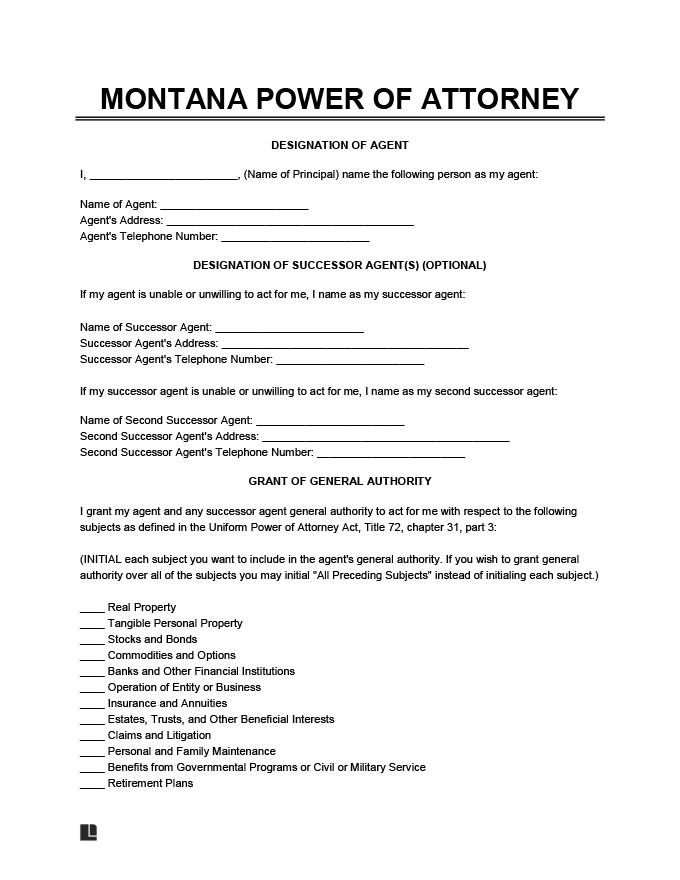 MONTANA POWER OF ATTORNEY
DESIGNATION OF AGENT
I, ________________________, (Name of Principal) name the following person as my agent:
Name of Agent: ________________________
Agent's Address: ________________________________________
Agent's Telephone Number: ________________________
DESIGNATION OF SUCCESSOR AGENT(S) (OPTIONAL)
If my agent is unable or unwilling to act for me, I name as my successor agent:
Name of Successor Agent: ________________________
Successor Agent's Address: ________________________________________
Successor Agent's Telephone Number: ________________________
If my successor agent is unable or unwilling to act for me, I name as my second successor agent:
Name of Second Successor Agent: ________________________
Second Successor Agent's Address: ________________________________________
Second Successor Agent's Telephone Number: ________________________
GRANT OF GENERAL AUTHORITY
I grant my agent and any successor agent general authority to act for me with respect to the following
subjects as defined in the Uniform Power of Attorney Act, Title 72, chapter 31, part 3:
(INITIAL each subject you want to include in the agent's general authority. If you wish to grant general
authority over all of the subjects you may initial "All Preceding Subjects" instead of initialing each subject.)
____ Real Property
____ Tangible Personal Property
____ Stocks and Bonds
____ Commodities and Options
____ Banks and Other Financial Institutions
____ Operation of Entity or Business
____ Insurance and Annuities
____ Estates, Trusts, and Other Beneficial Interests
____ Claims and Litigation
____ Personal and Family Maintenance
____ Benefits from Governmental Programs or Civil or Military Service
____ Retirement Plans